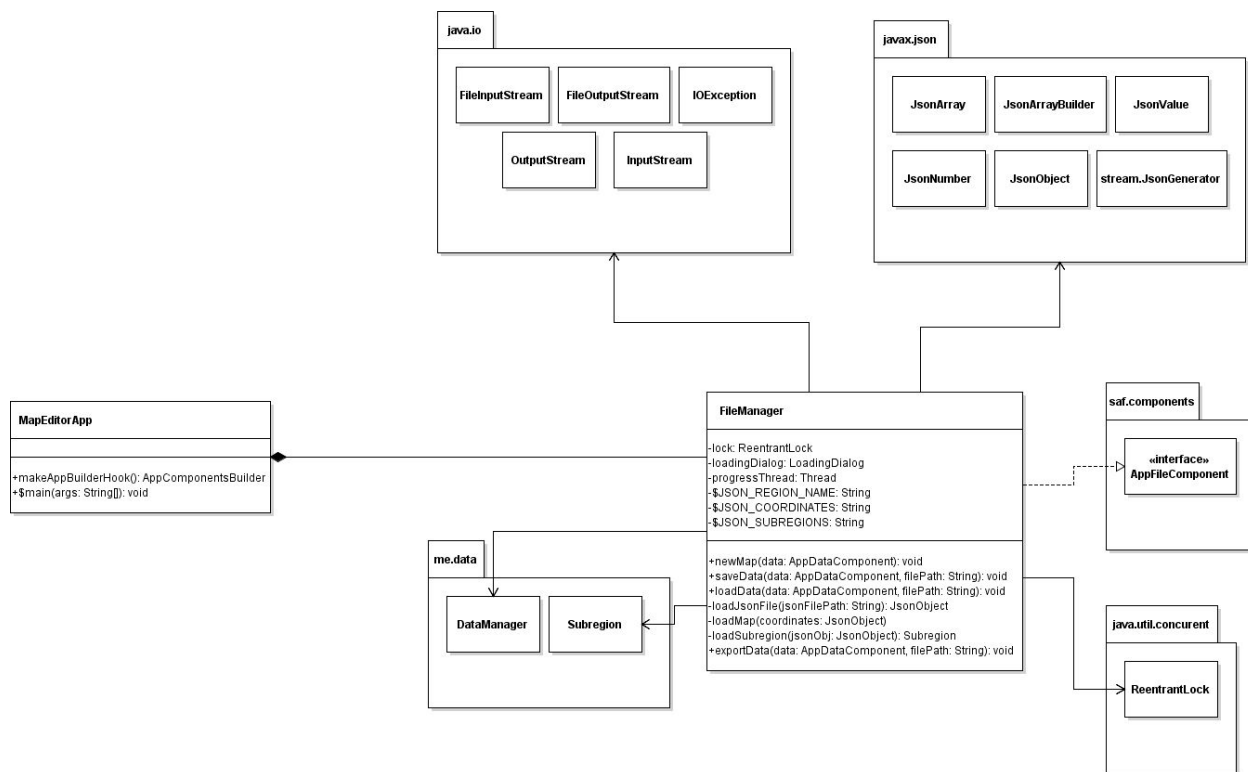 java.io
FileInputStream
FileOutputStream
IOException
OutputStream
InputStream
javax.json
JsonArray
JsonArrayBuilder
JsonValue
JsonNumber
JsonObject
stream.JsonGenerator
MapEditorApp
+makeAppBuilderHook(): AppComponentsBuilder
+$main(args: String[]): void
FileManager
-lock: ReentrantLock
-loadingDialog: LoadingDialog
-progressThread: Thread
-$JSON_REGION_NAME: String
-$JSON_COORDINATES: String
-$JSON_SUBREGIONS: String
+newMap(data: AppDataComponent): void
+saveData(data: AppDataComponent, filePath: String): void
+loadData(data: AppDataComponent, filePath: String): void
-loadJsonFile(jsonFilePath: String): JsonObject
-loadMap(coordinates: JsonObject)
-loadSubregion(jsonObj: JsonObject): Subregion
+exportData(data: AppDataComponent, filePath: String): void
saf.components
«interface»
AppFileComponent
me.data
DataManager
Subregion
java.util.concurent
ReentrantLock